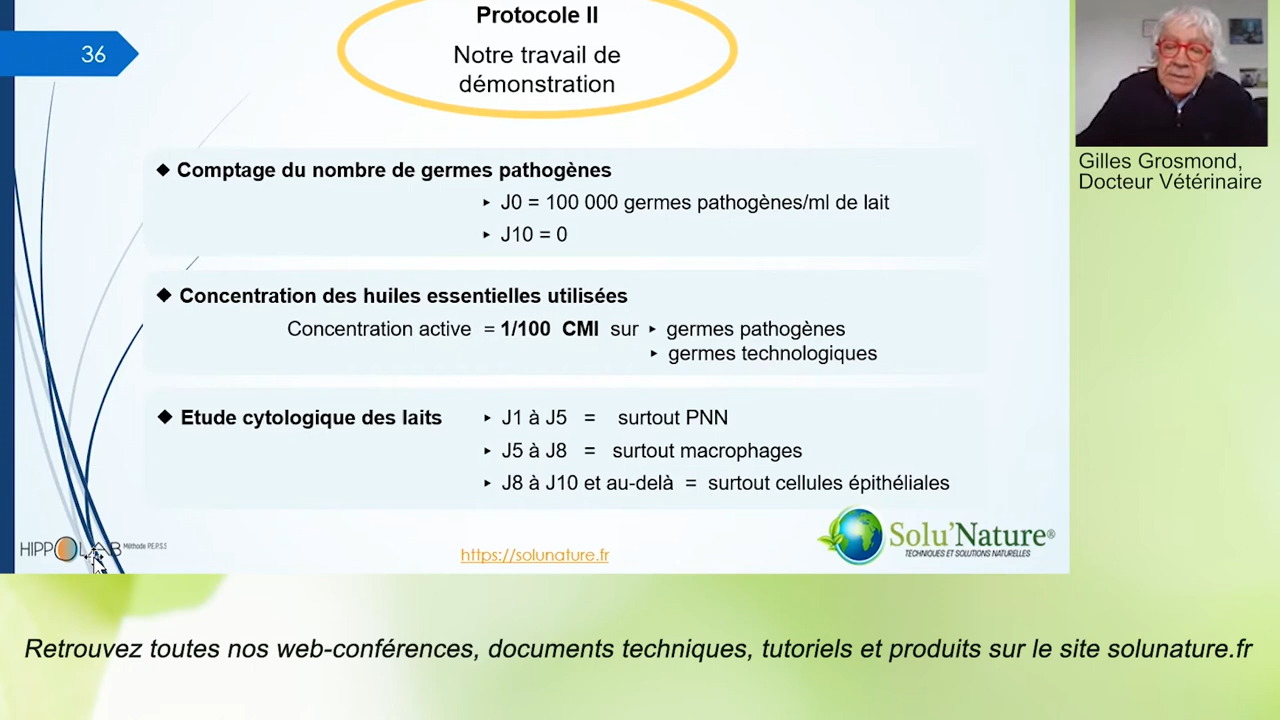 36
Protocole II
Notre travail de
démonstration
◆ Comptage du nombre de germes pathogènes
▸ J0 = 100 000 germes pathogènes/ml de lait
▸ J10 = 0
◆ Concentration des huiles essentielles utilisées
Concentration active = 1/100 CMI sur ▸ germes pathogènes
▸ germes technologiques
◆ Etude cytologique des laits ▸ J1 à J5 = surtout PNN
▸ J5 à J8 = surtout macrophages
▸ J8 à J10 et au-delà = surtout cellules épithéliales
HIPPOLAB Méthode P.E.P.S.S
https://solunature.fr
Solu'Nature®
TECHNIQUES ET SOLUTIONS NATURELLES
Gilles Grosmond,
Docteur Vétérinaire
Retrouvez toutes nos web-conférences, documents techniques, tutoriels et produits sur le site solunature.fr